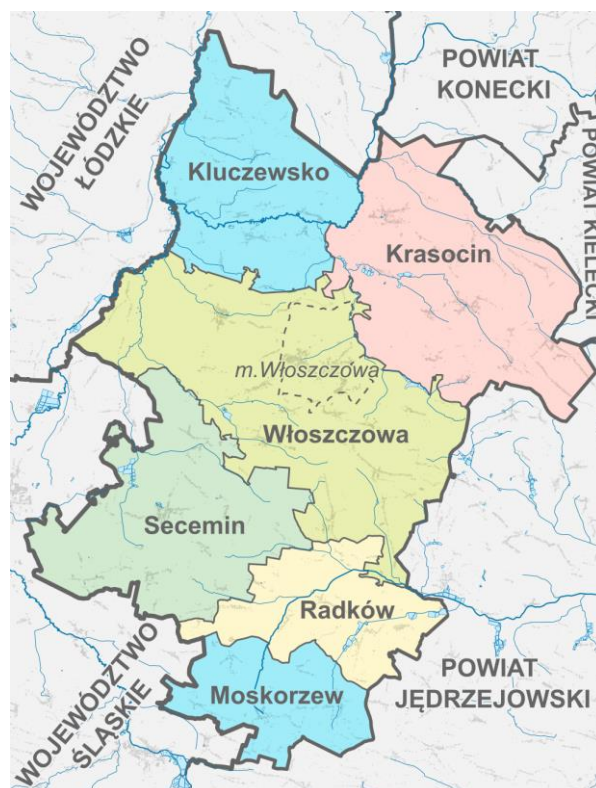 WOJEWÓDZTWO
ŁÓDZKIE
POWIAT
KONECKI
POWIAT KIELECKI
Kluczewsko
Krasocin
m.Włoszczowa
Włoszczowa
Secemin
Radków
Moskorzew
WOJEWÓDZTWO
ŚLĄSKIE
POWIAT
JĘDRZEJOWSKI